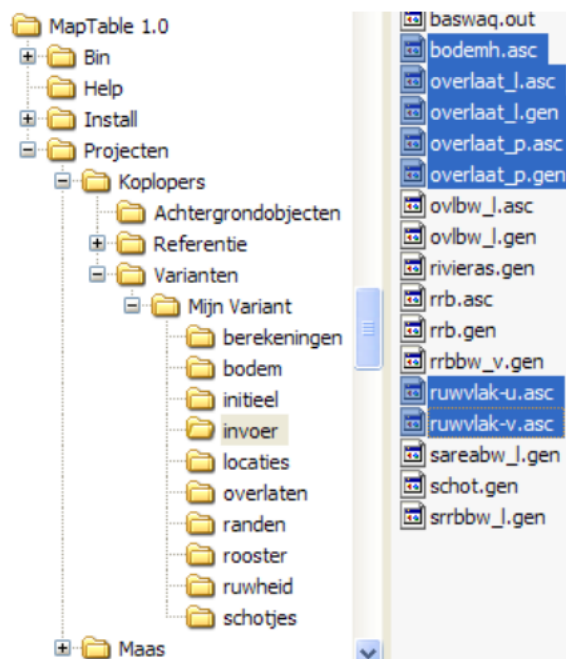 MapTable 1.0
Bin
Help
Install
Projecten
Koplopers
Achtergrondobjecten
Referentie
Varianten
Mijn Variant
berekeningen
bodem
initieel
invoer
locaties
overlaten
randen
rooster
ruwheid
schotjes
Maas
baswaq.out
bodemh.asc
overlaat_l.asc
overlaat_l.gen
overlaat_p.asc
overlaat_p.gen
ovlbw_l.asc
ovlbw_l.gen
rivieras.gen
rrb.asc
rrb.gen
rrbbw_v.gen
ruwvlak-u.asc
ruwvlak-v.asc
sareabw_l.gen
schot.gen
srrbbw_l.gen